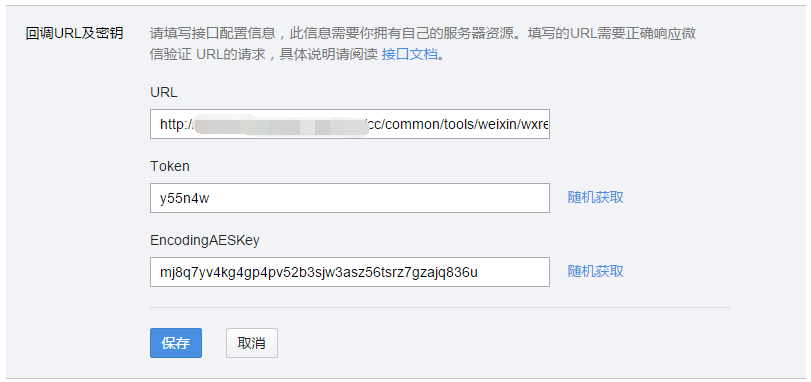 回调URL及密钥
请填写接口配置信息，此信息需要你拥有自己的服务器资源。填写的URL需要正确响应微
信验证 URL的请求，具体说明请阅读 接口文档。
URL
http:/ /cc/common/tools/weixin/wxre
Token
y55n4w 随机获取
EncodingAESKey
mj8q7yv4kg4gp4pv52b3sjw3asz56tsrz7gzajq836u 随机获取
保存 取消